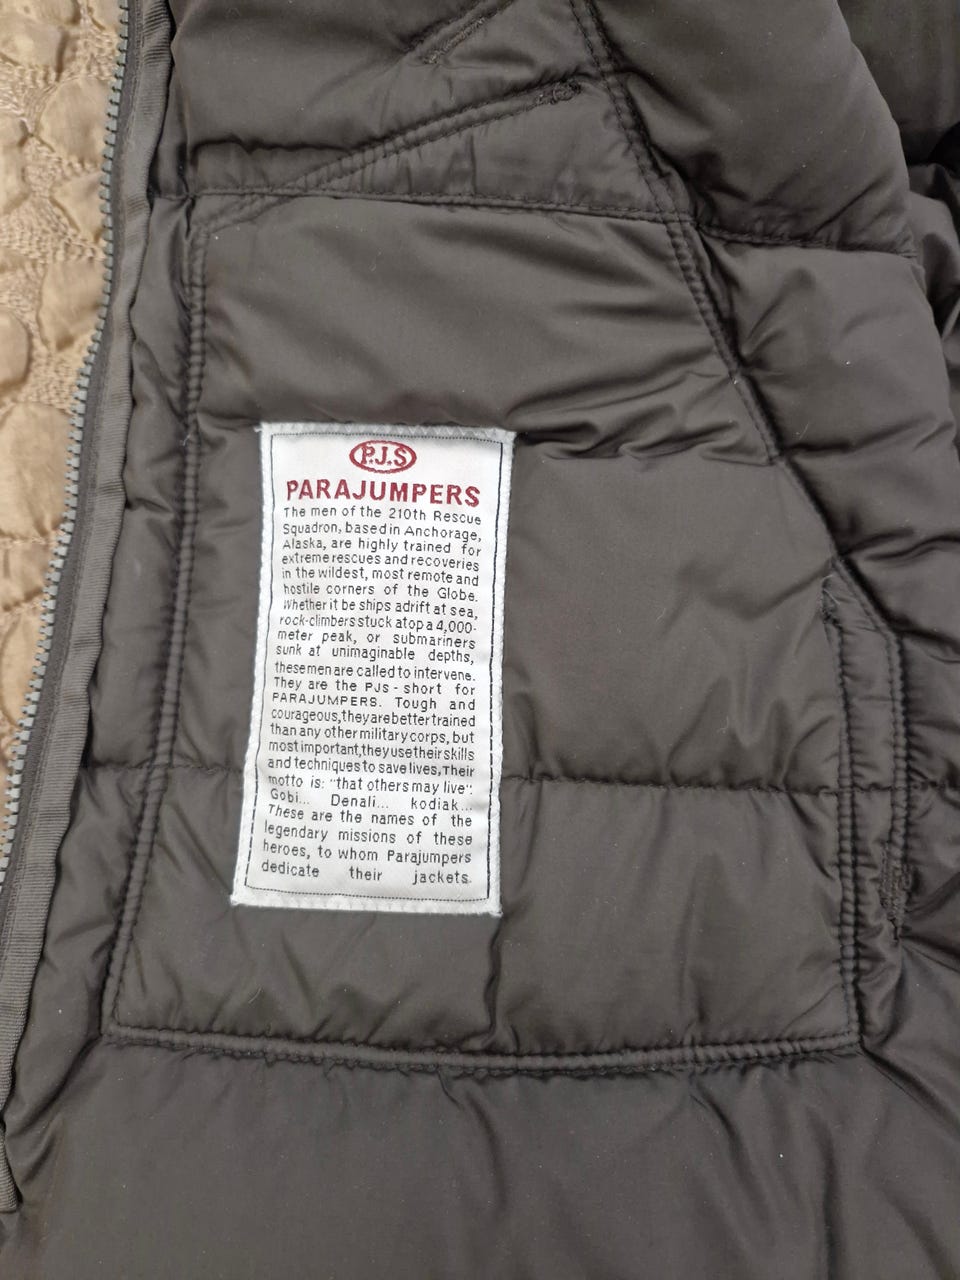 P.J.S
PARAJUMPERS
The men of the 210th Rescue
Squadron, based in Anchorage,
Alaska, are highly trained for
extreme rescues and recoveries
in the wildest, most remote and
hostile corners of the Globe.
Whether it be ships adrift at sea,
rock-climbers stuck atop a 4,000-
meter peak, or submariners
sunk at unimaginable depths,
these men are called to intervene.
They are the PJs - short for
PARAJUMPERS. Tough and
courageous, they are better trained
than any other military corps, but
most important, they use their skills
and techniques to save lives, Their
motto is: "that others may live":
Gobi... Denali... kodiak...
These are the names of the
legendary missions of these
heroes, to whom Parajumpers
dedicate their jackets.